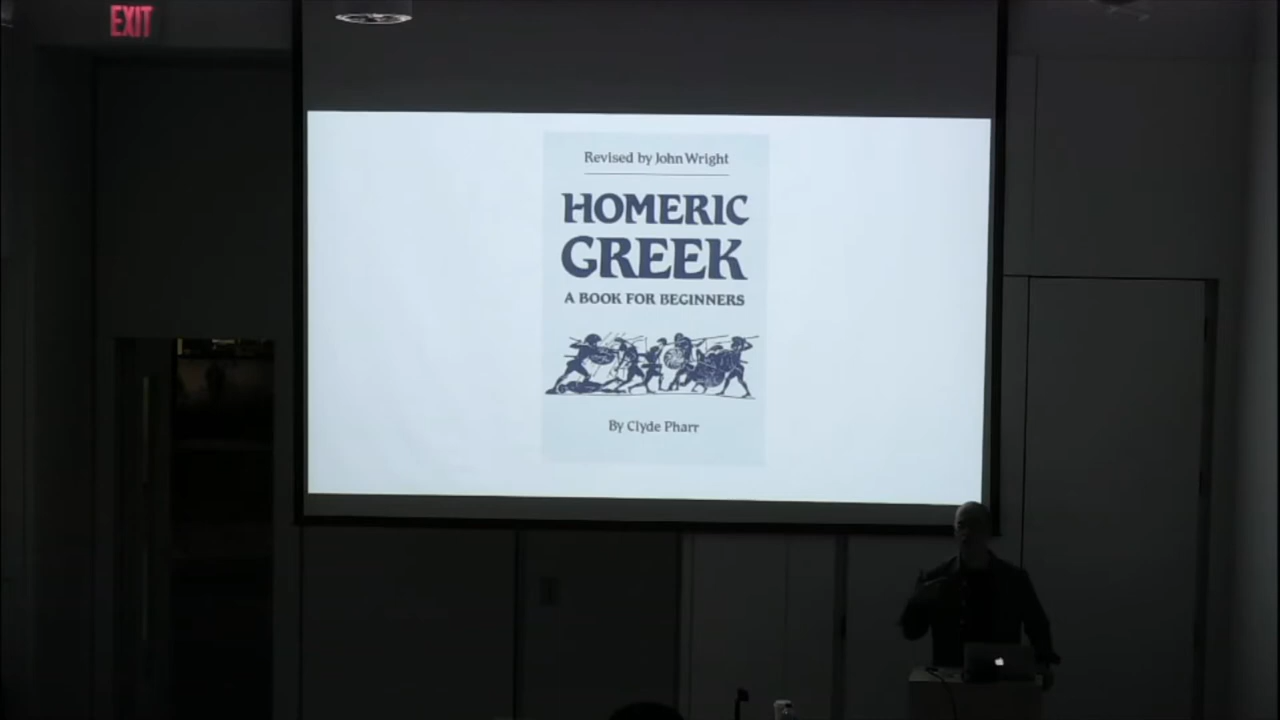 EXIT
Revised by John Wright
HOMERIC
GREEK
A BOOK FOR BEGINNERS
By Clyde Pharr